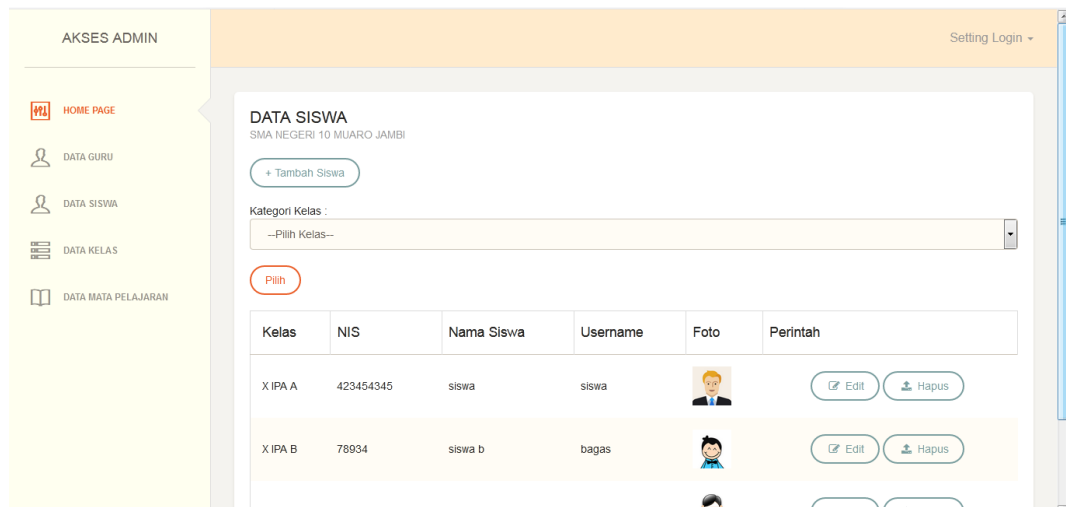 AKSES ADMIN
Setting Login
HOME PAGE
DATA GURU
DATA SISWA
DATA KELAS
DATA MATA PELAJARAN
DATA SISWA
SMA NEGERI 10 MUARO JAMBI
+ Tambah Siswa
Kategori Kelas :
--Pilih Kelas--
Pilih
Kelas NIS Nama Siswa Username Foto Perintah
X IPA A 423454345 siswa siswa Edit Hapus
X IPA B 78934 siswa b bagas Edit Hapus